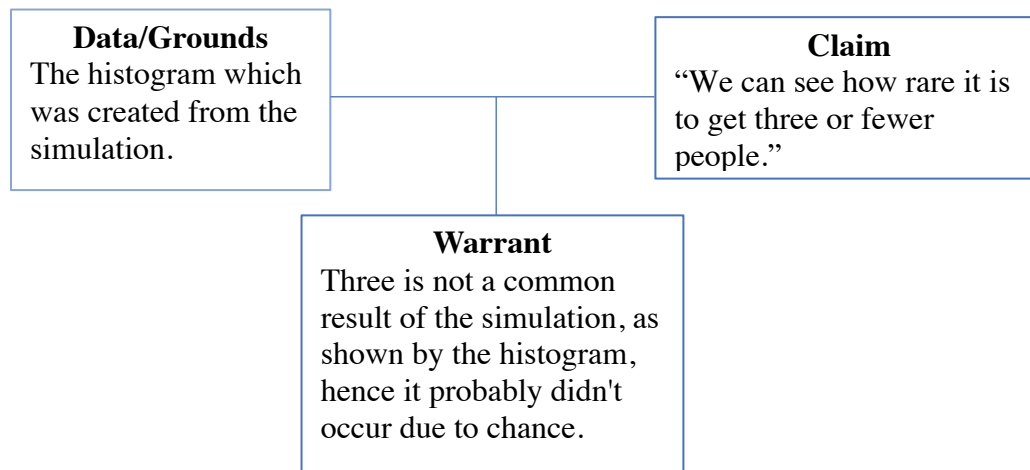 Data/Grounds
The histogram which
was created from the
simulation.
Claim
“We can see how rare it is
to get three or fewer
people.”
Warrant
Three is not a common
result of the simulation, as
shown by the histogram,
hence it probably didn't
occur due to chance.